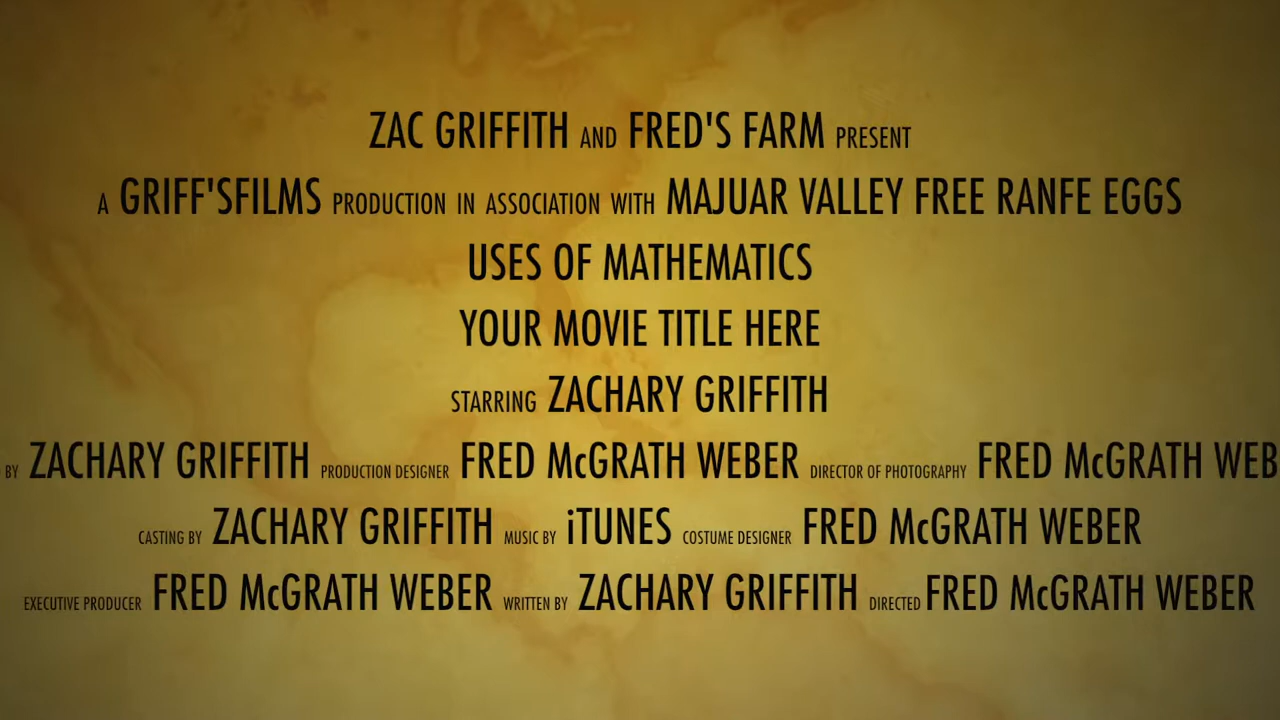 ZAC GRIFFITH AND FRED'S FARM PRESENT
A GRIFF'SFILMS PRODUCTION IN ASSOCIATION WITH MAJUAR VALLEY FREE RANFE EGGS
USES OF MATHEMATICS
YOUR MOVIE TITLE HERE
STARRING ZACHARY GRIFFITH
BY ZACHARY GRIFFITH PRODUCTION DESIGNER FRED McGRATH WEBER DIRECTOR OF PHOTOGRAPHY FRED McGRATH WEB
CASTING BY ZACHARY GRIFFITH MUSIC BY iTUNES COSTUME DESIGNER FRED McGRATH WEBER
EXECUTIVE PRODUCER FRED McGRATH WEBER WRITTEN BY ZACHARY GRIFFITH DIRECTED FRED McGRATH WEBER